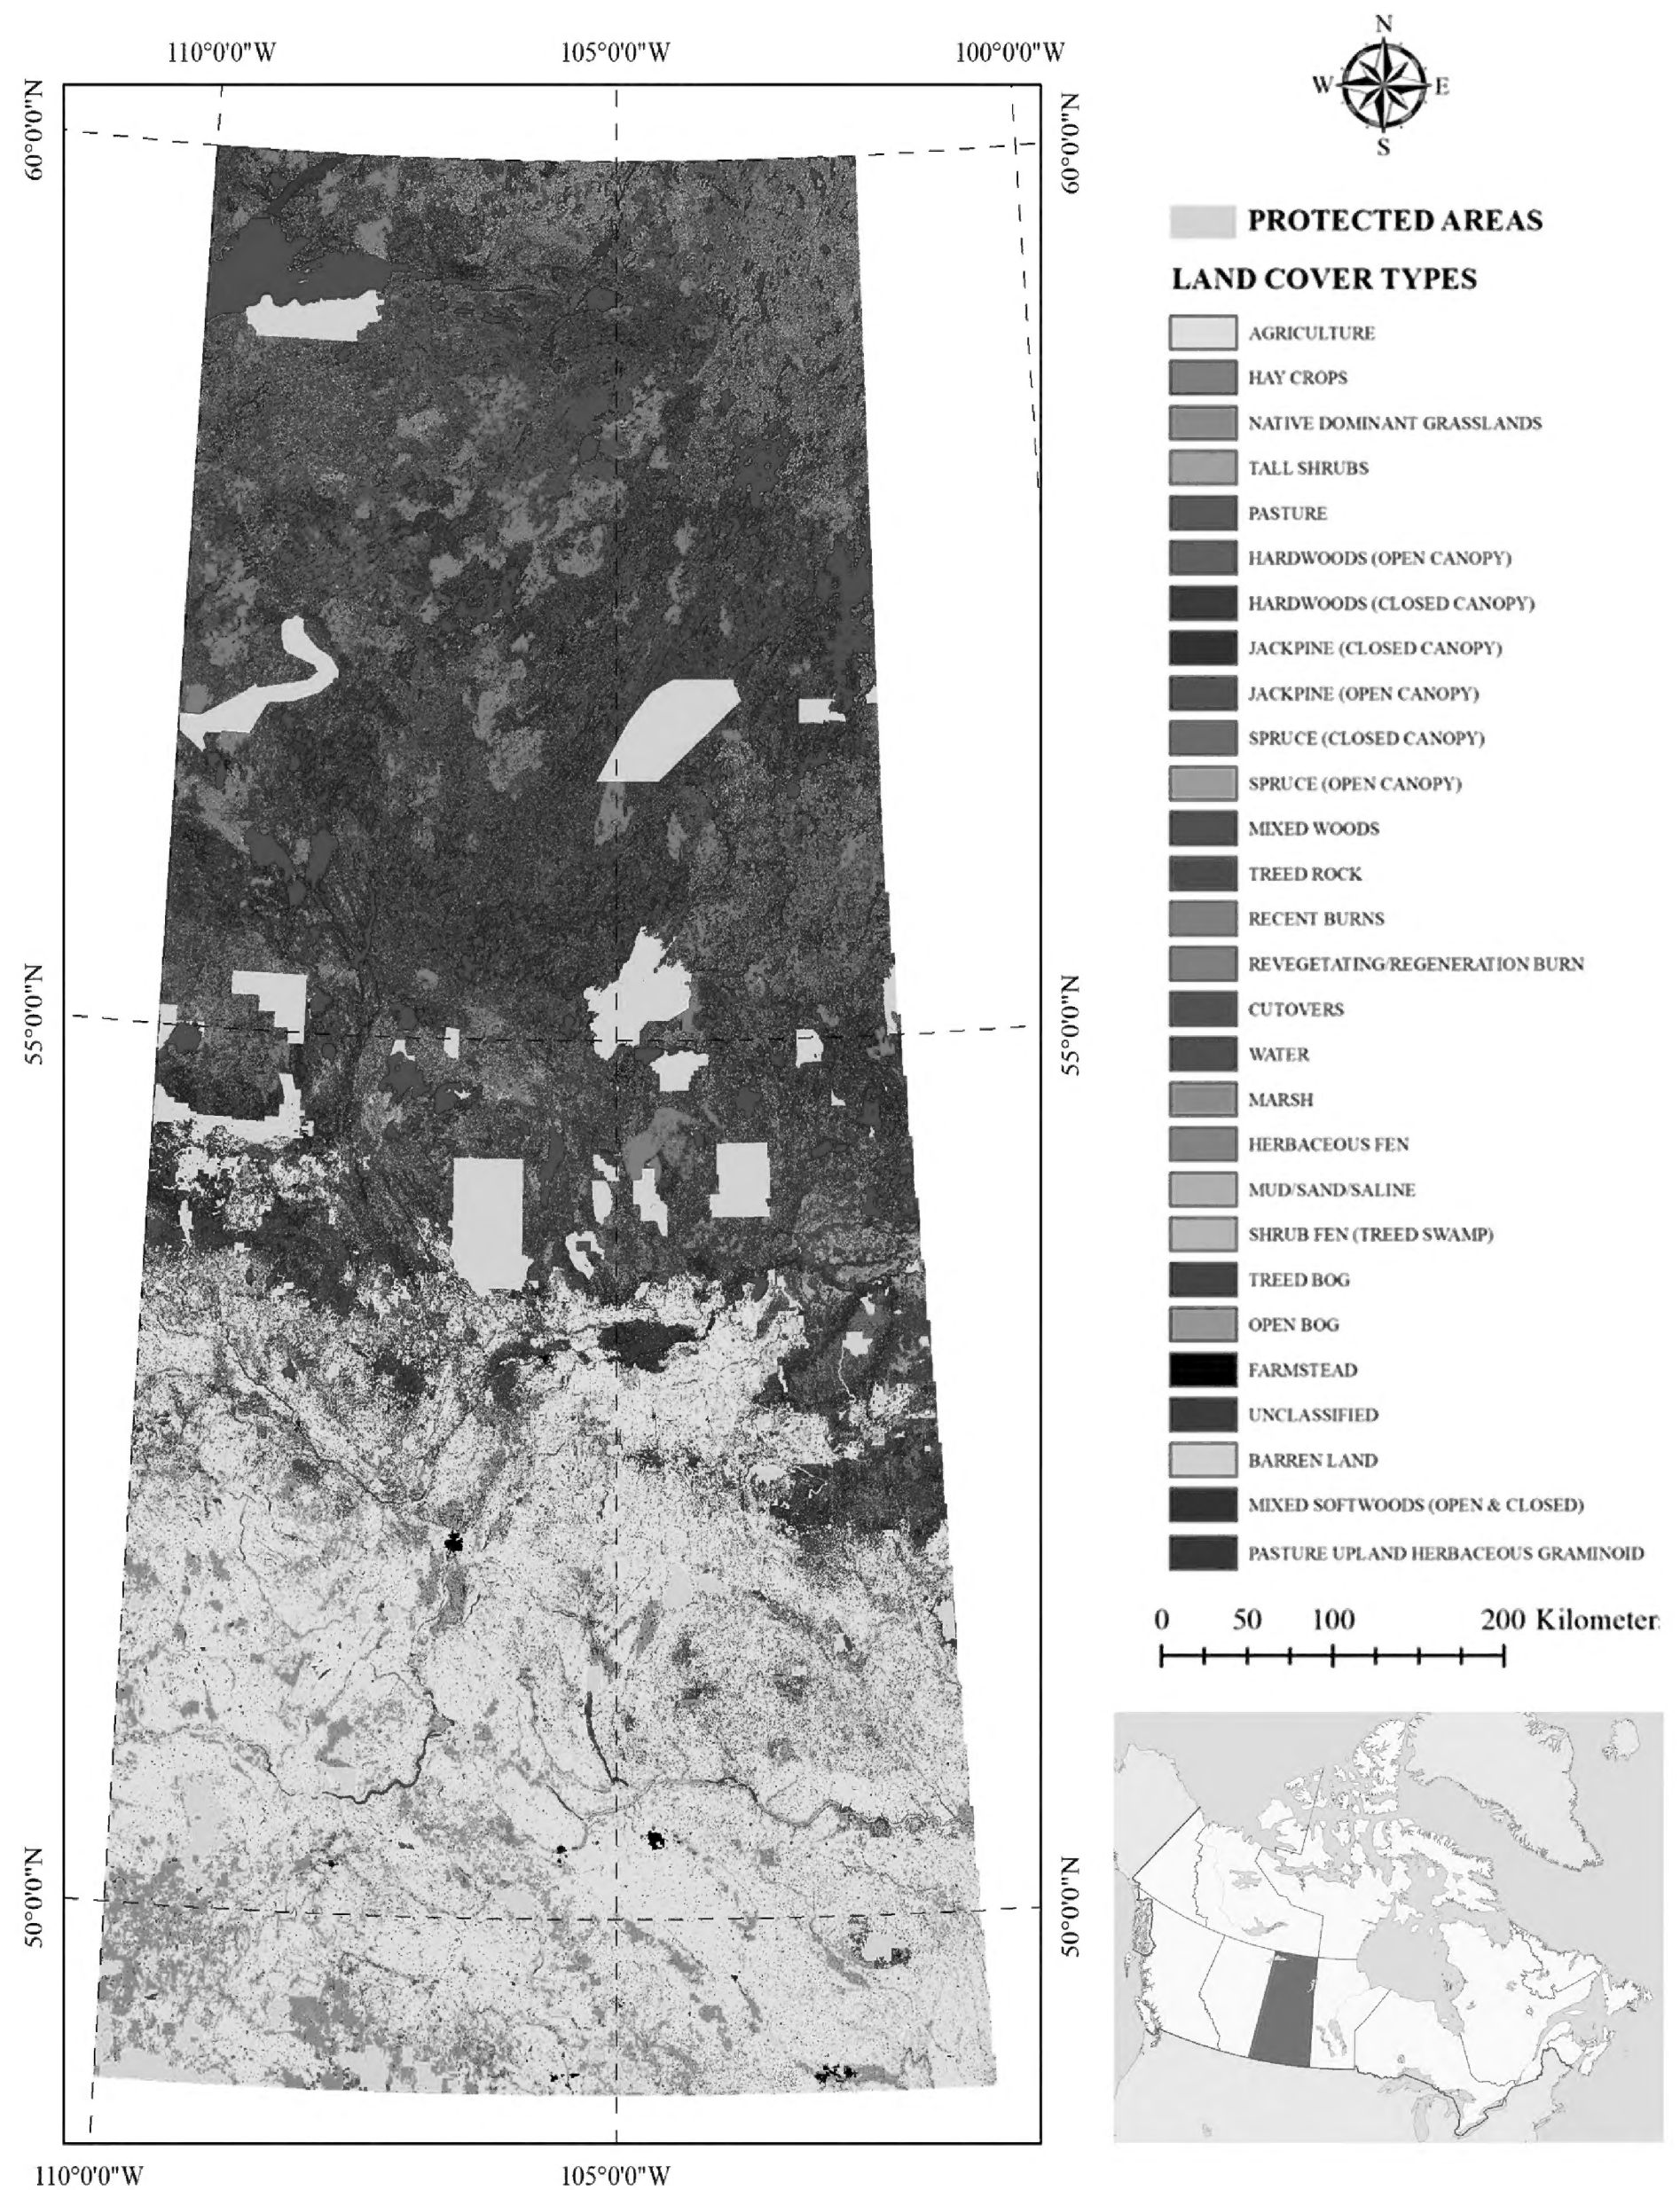 110°0'0"W 105°0'0"W 100°0'0"W
60°0'0"N
60°0'0"N
55°0'0"N
55°0'0"N
50°0'0"N
50°0'0"N
110°0'0"W 105°0'0"W
N
W E
S
PROTECTED AREAS
LAND COVER TYPES
AGRICULTURE
HAY CROPS
NATIVE DOMINANT GRASSLANDS
TALL SHRUBS
PASTURE
HARDWOODS (OPEN CANOPY)
HARDWOODS (CLOSED CANOPY)
JACKPINE (CLOSED CANOPY)
JACKPINE (OPEN CANOPY)
SPRUCE (CLOSED CANOPY)
SPRUCE (OPEN CANOPY)
MIXED WOODS
TREED ROCK
RECENT BURNS
REVEGETATING/REGENERATION BURN
CUTOVERS
WATER
MARSH
HERBACEOUS FEN
MUD/SAND/SALINE
SHRUB FEN (TREED SWAMP)
TREED BOG
OPEN BOG
FARMSTEAD
UNCLASSIFIED
BARREN LAND
MIXED SOFTWOODS (OPEN & CLOSED)
PASTURE UPLAND HERBACEOUS GRAMINOID
0 50 100 200 Kilometer